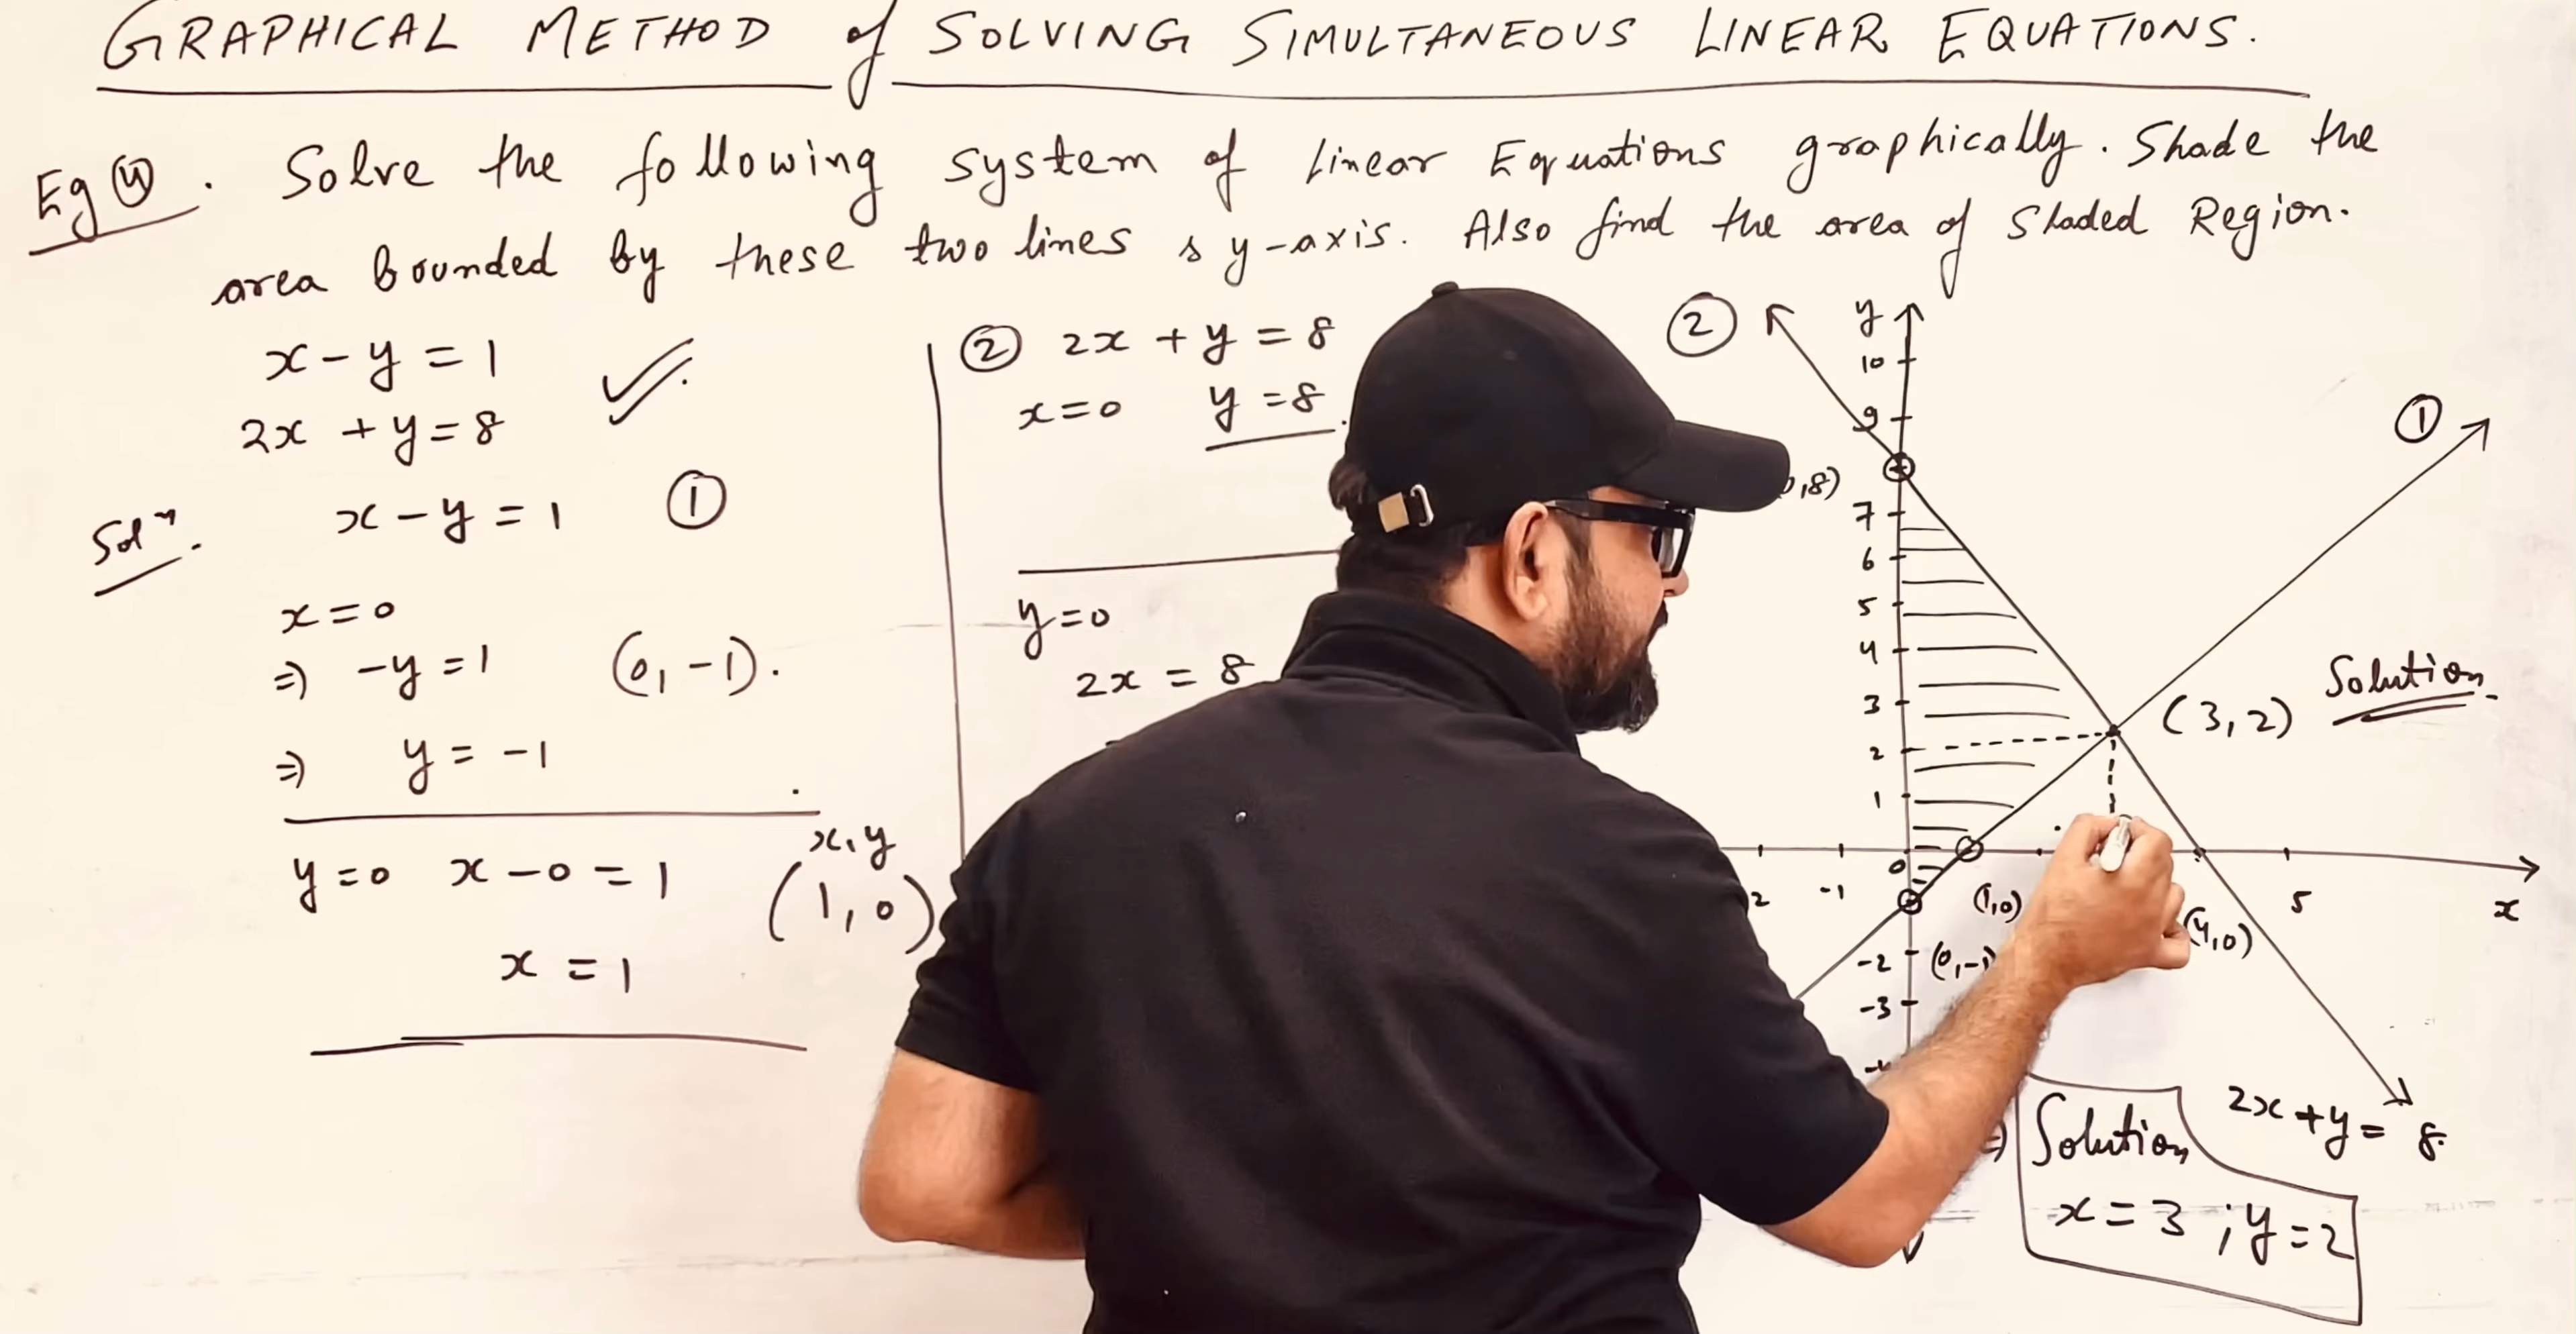 GRAPHICAL METHOD of SOLVING SIMULTANEOUS LINEAR EQUATIONS.
Eg ④. Solve the following system of linear Equations graphically. Shade the
area bounded by these two lines & y-axis. Also find the area of Shaded Region.
x - y = 1
2x + y = 8
Solⁿ.
x - y = 1 ①
x = 0
⇒ -y = 1 (0, -1).
⇒ y = -1
y = 0 x - 0 = 1
x, y
(1, 0)
x = 1
② 2x + y = 8
x = 0 y = 8
y = 0
2x = 8
②
y
10
9
,8)
7
6
5
4
3
2
1
0
①
(3, 2) Solution
2 -1
(1,0)
(4,0)
5
x
-2 (0,-1)
-3
2x + y = 8.
Solution
x = 3 ; y = 2